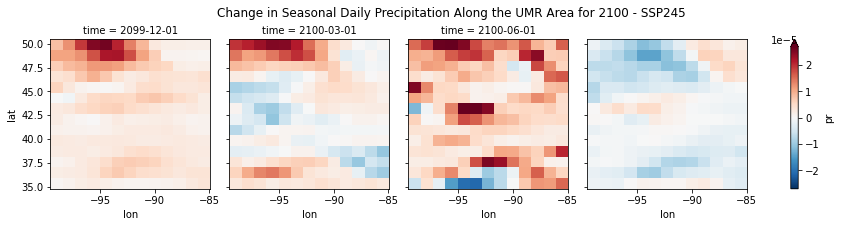 Change in Seasonal Daily Precipitation Along the UMR Area for 2100 - SSP245
time = 2099-12-01 time = 2100-03-01 time = 2100-06-01
1e−5
50.0
47.5
45.0
42.5
40.0
37.5
35.0
lat
−95 −90 −85
lon
−95 −90 −85
lon
−95 −90 −85
lon
−95 −90 −85
lon
2
1
0
−1
−2
pr